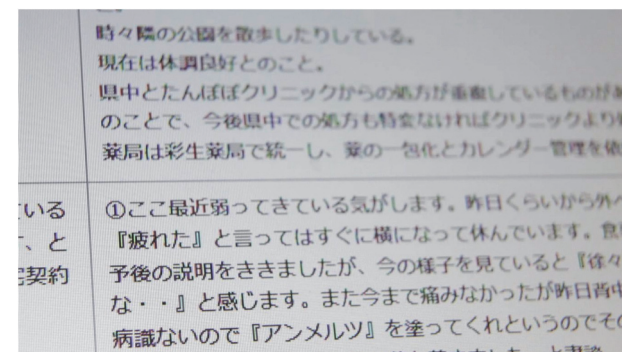 時々隣の公園を散歩したりしている。
現在は体調良好とのこと。
県中とたんぽぽクリニックからの処方が重複しているものがあ
のことで、今後県中での処方も特変なければクリニックより
薬局は彩生薬局で統一し、薬の一包化とカレンダー管理を依
いる
①ここ最近弱ってきている気がします。昨日くらいから外へ
、と
『疲れた』と言ってはすぐに横になって休んでいます。食
契約
予後の説明をききましたが、今の様子を見ていると『徐々
な・・』と感じます。また今まで痛みなかったが昨日背中
病識ないので『アンメルツ』を塗ってくれというのでその